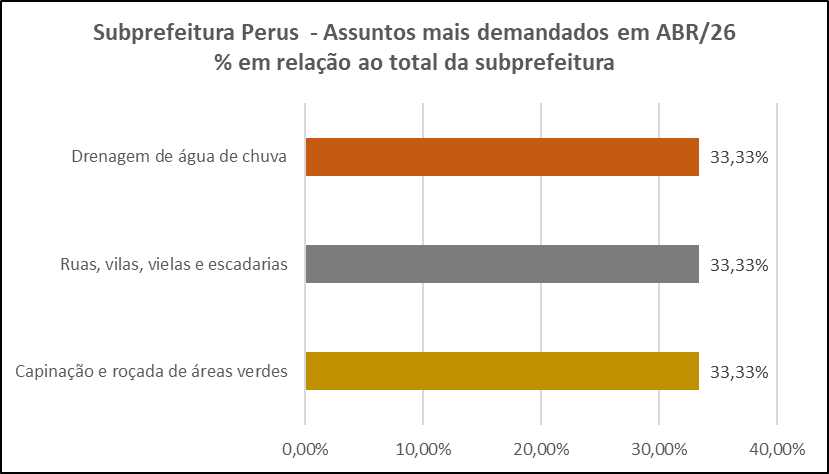 Subprefeitura Perus - Assuntos mais demandados em ABR/26
% em relação ao total da subprefeitura
Drenagem de água de chuva
33,33%
Ruas, vilas, vielas e escadarias
33,33%
Capinação e roçada de áreas verdes
33,33%
0,00% 10,00% 20,00% 30,00% 40,00%